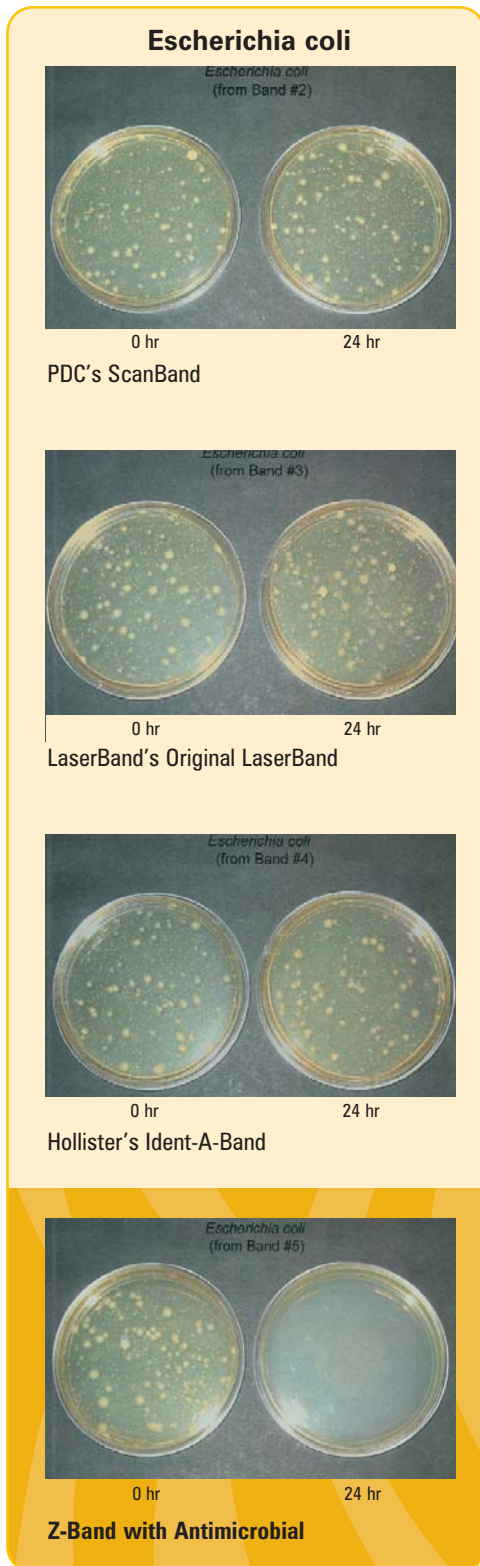 Escherichia coli
Escherichia coli
(from Band #2)
0 hr 24 hr
PDC's ScanBand
Escherichia coli
(from Band #3)
0 hr 24 hr
LaserBand's Original LaserBand
Escherichia coli
(from Band #4)
0 hr 24 hr
Hollister's Ident-A-Band
Escherichia coli
(from Band #5)
0 hr 24 hr
Z-Band with Antimicrobial